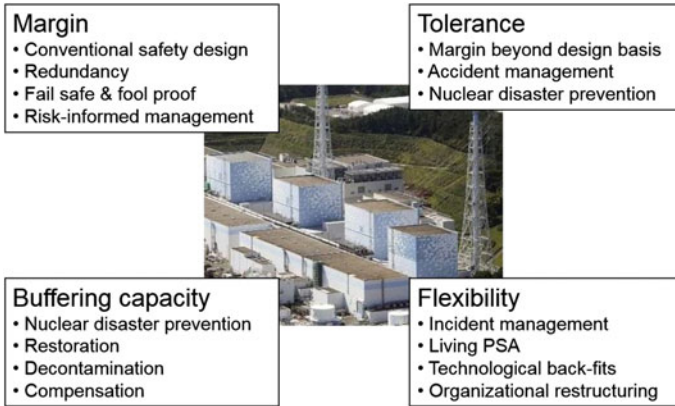 Margin
• Conventional safety design
• Redundancy
• Fail safe & fool proof
• Risk-informed management
Tolerance
• Margin beyond design basis
• Accident management
• Nuclear disaster prevention
Buffering capacity
• Nuclear disaster prevention
• Restoration
• Decontamination
• Compensation
Flexibility
• Incident management
• Living PSA
• Technological back-fits
• Organizational restructuring